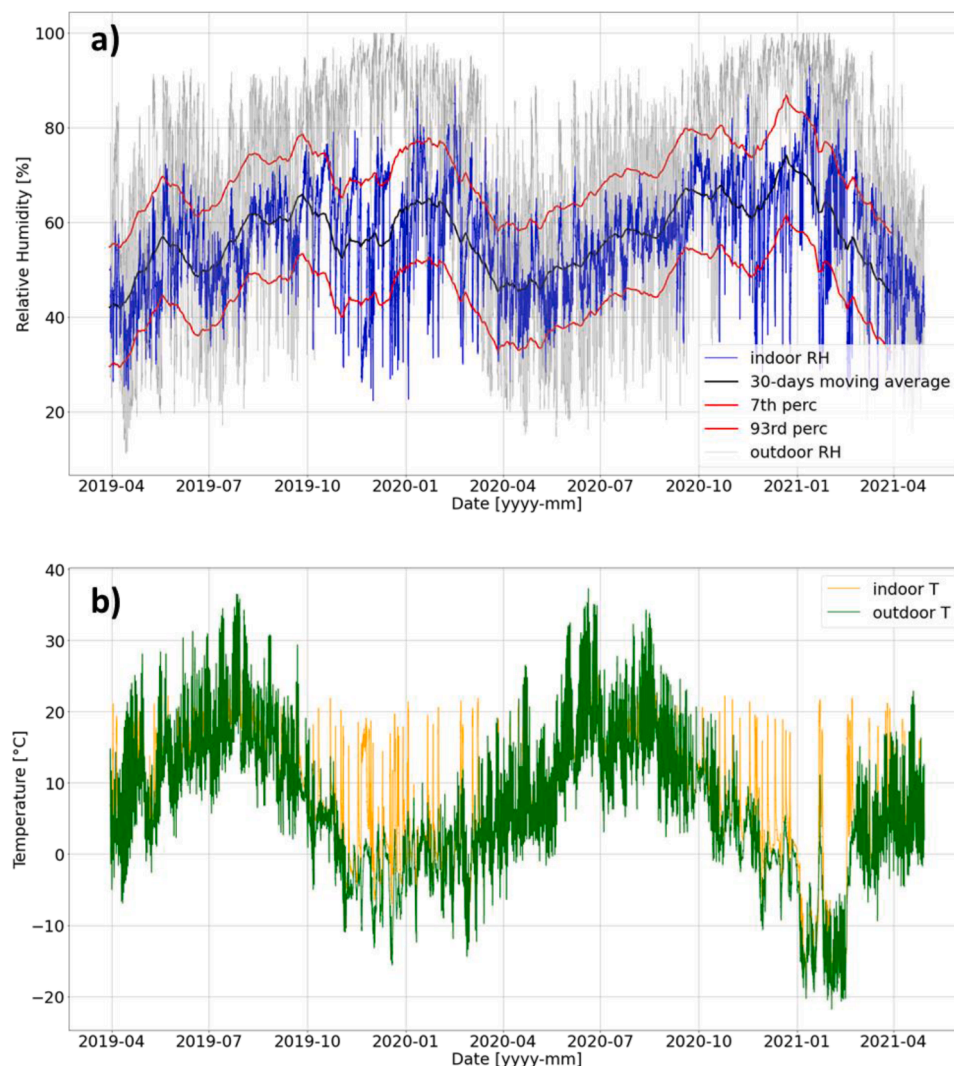 a)
100
80
60
40
20
Relative Humidity [%]
indoor RH
30-days moving average
7th perc
93rd perc
outdoor RH
2019-04 2019-07 2019-10 2020-01 2020-04 2020-07 2020-10 2021-01 2021-04
Date [yyyy-mm]
b)
40
30
20
10
0
−10
−20
Temperature [°C]
indoor T
outdoor T
2019-04 2019-07 2019-10 2020-01 2020-04 2020-07 2020-10 2021-01 2021-04
Date [yyyy-mm]